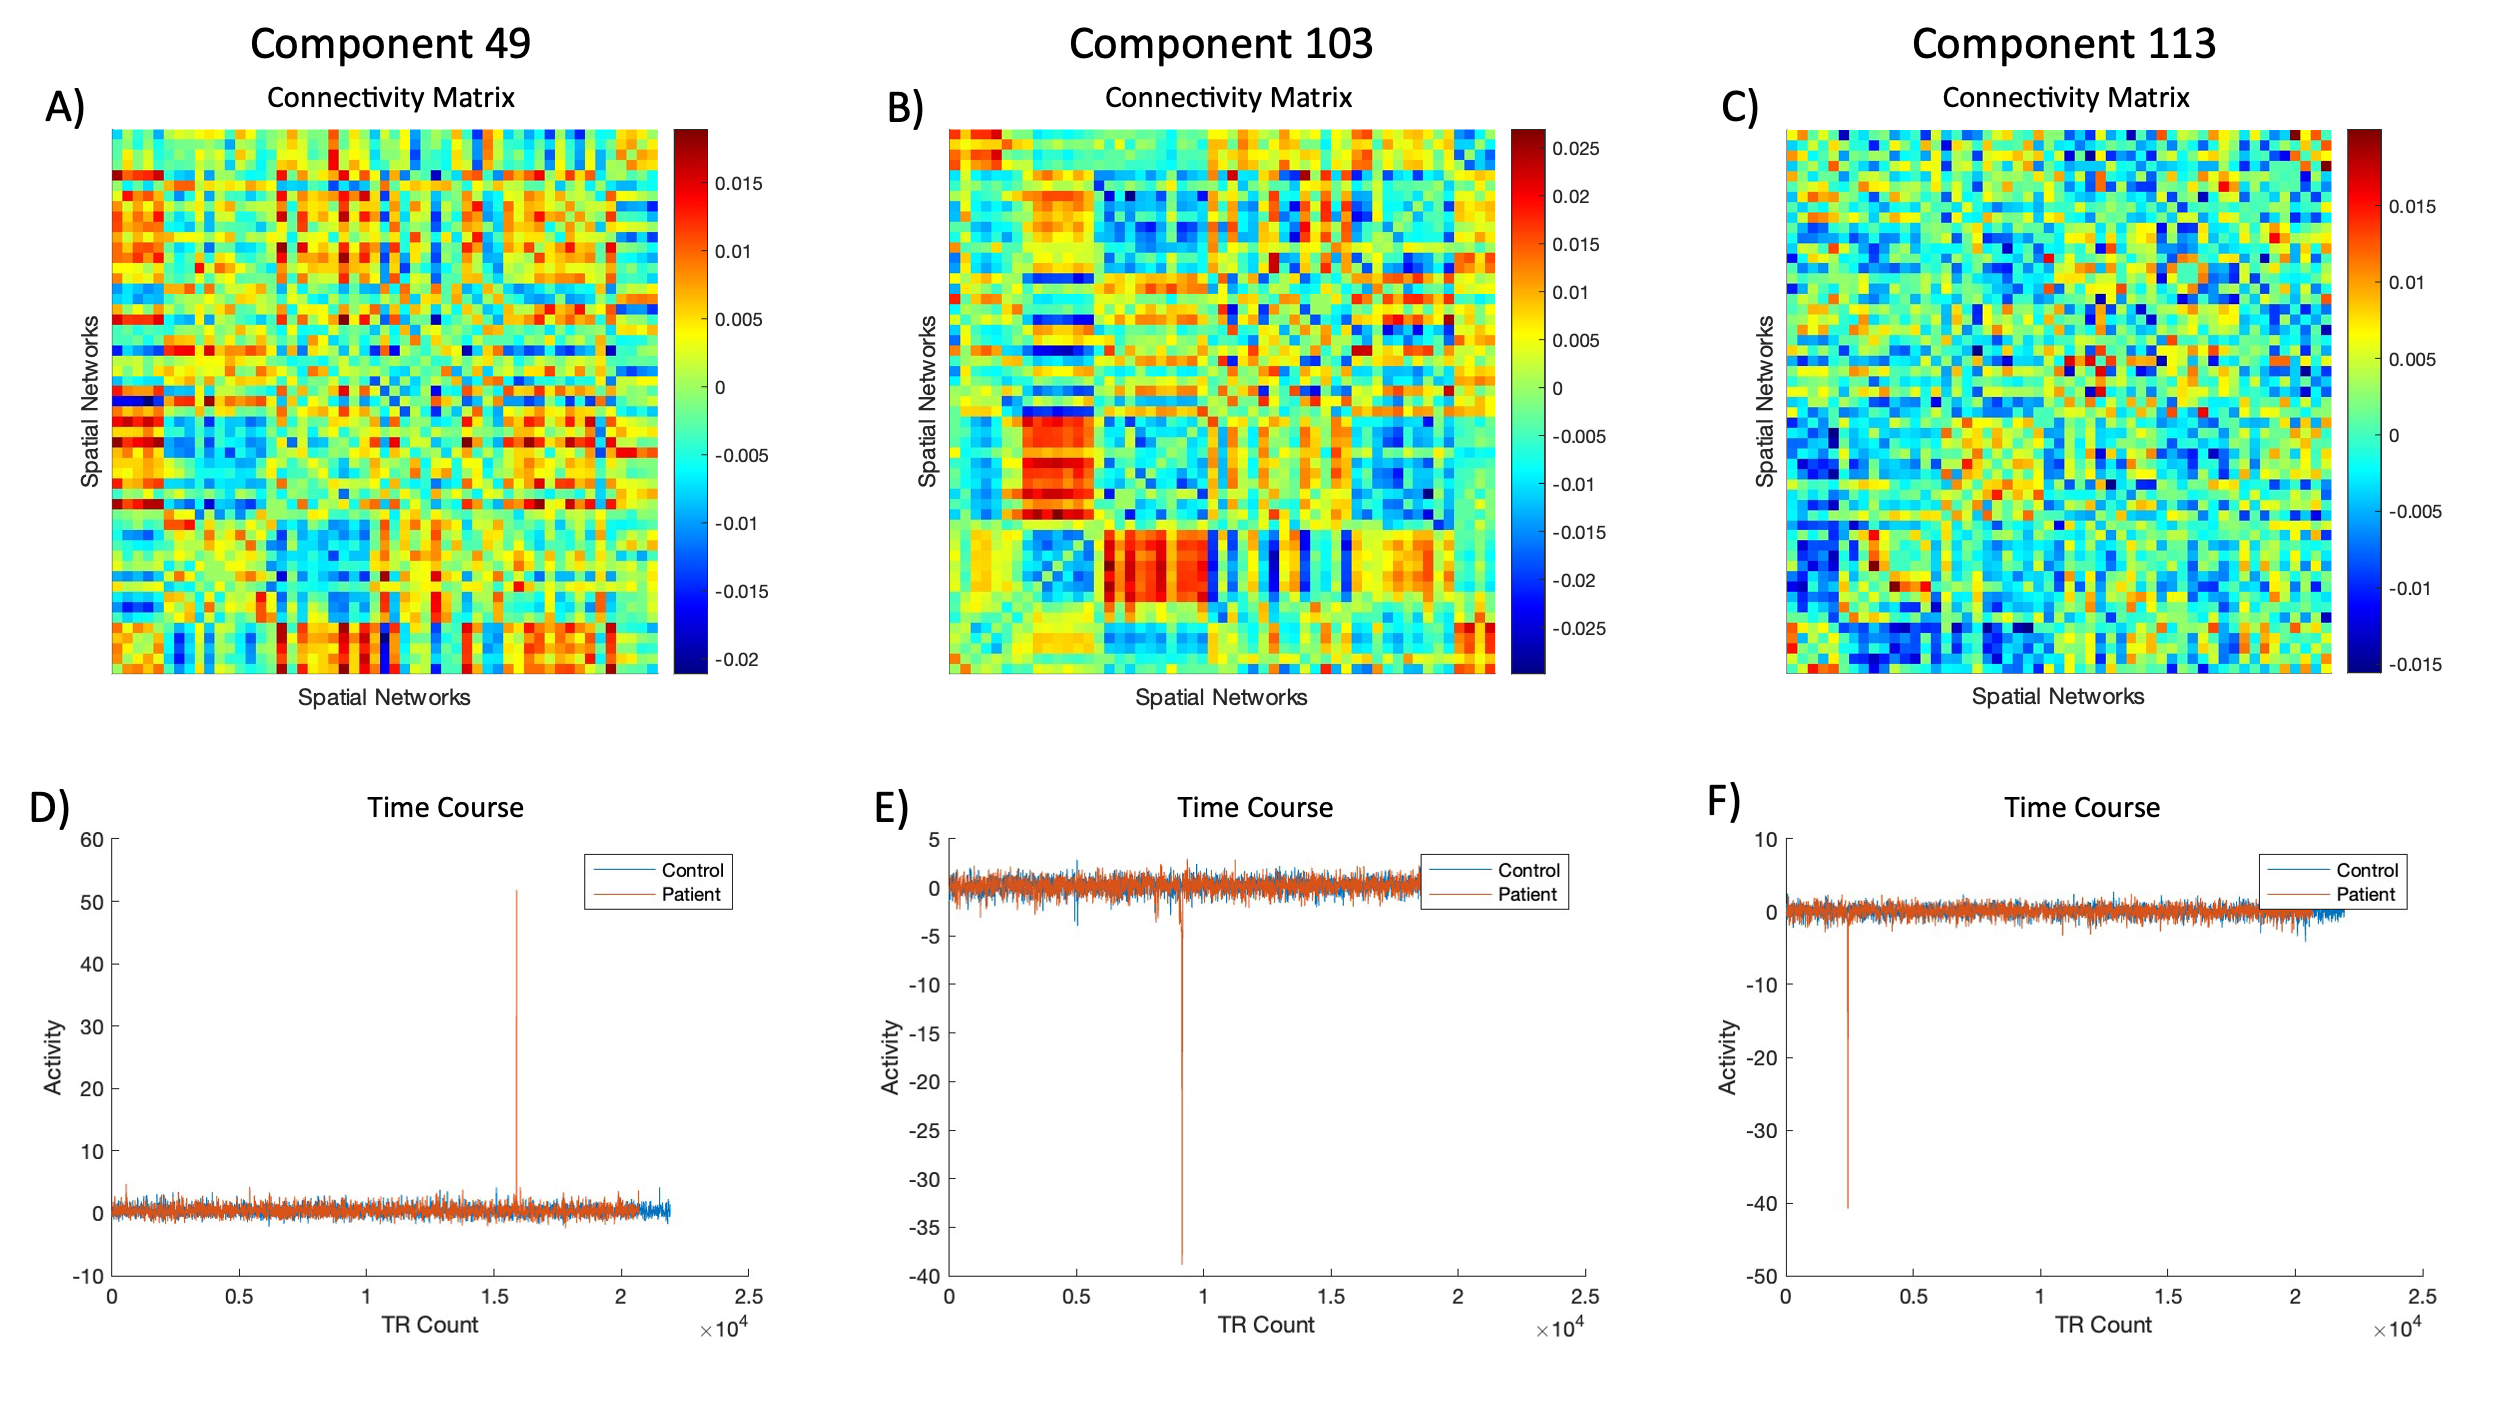 Component 49
Component 103
Component 113
A)
Connectivity Matrix
B)
Connectivity Matrix
C)
Connectivity Matrix
Spatial Networks
0.015
0.01
0.005
0
-0.005
-0.01
-0.015
-0.02
Spatial Networks
Spatial Networks
0.025
0.02
0.015
0.01
0.005
0
-0.005
-0.01
-0.015
-0.02
-0.025
Spatial Networks
Spatial Networks
0.015
0.01
0.005
0
-0.005
-0.01
-0.015
Spatial Networks
D)
Time Course
Control
Patient
Activity
60
50
40
30
20
10
0
-10
0 0.5 1 1.5 2 2.5
TR Count
×10^4
E)
Time Course
Control
Patient
Activity
5
0
-5
-10
-15
-20
-25
-30
-35
-40
0 0.5 1 1.5 2 2.5
TR Count
×10^4
F)
Time Course
Control
Patient
Activity
10
0
-10
-20
-30
-40
-50
0 0.5 1 1.5 2 2.5
TR Count
×10^4